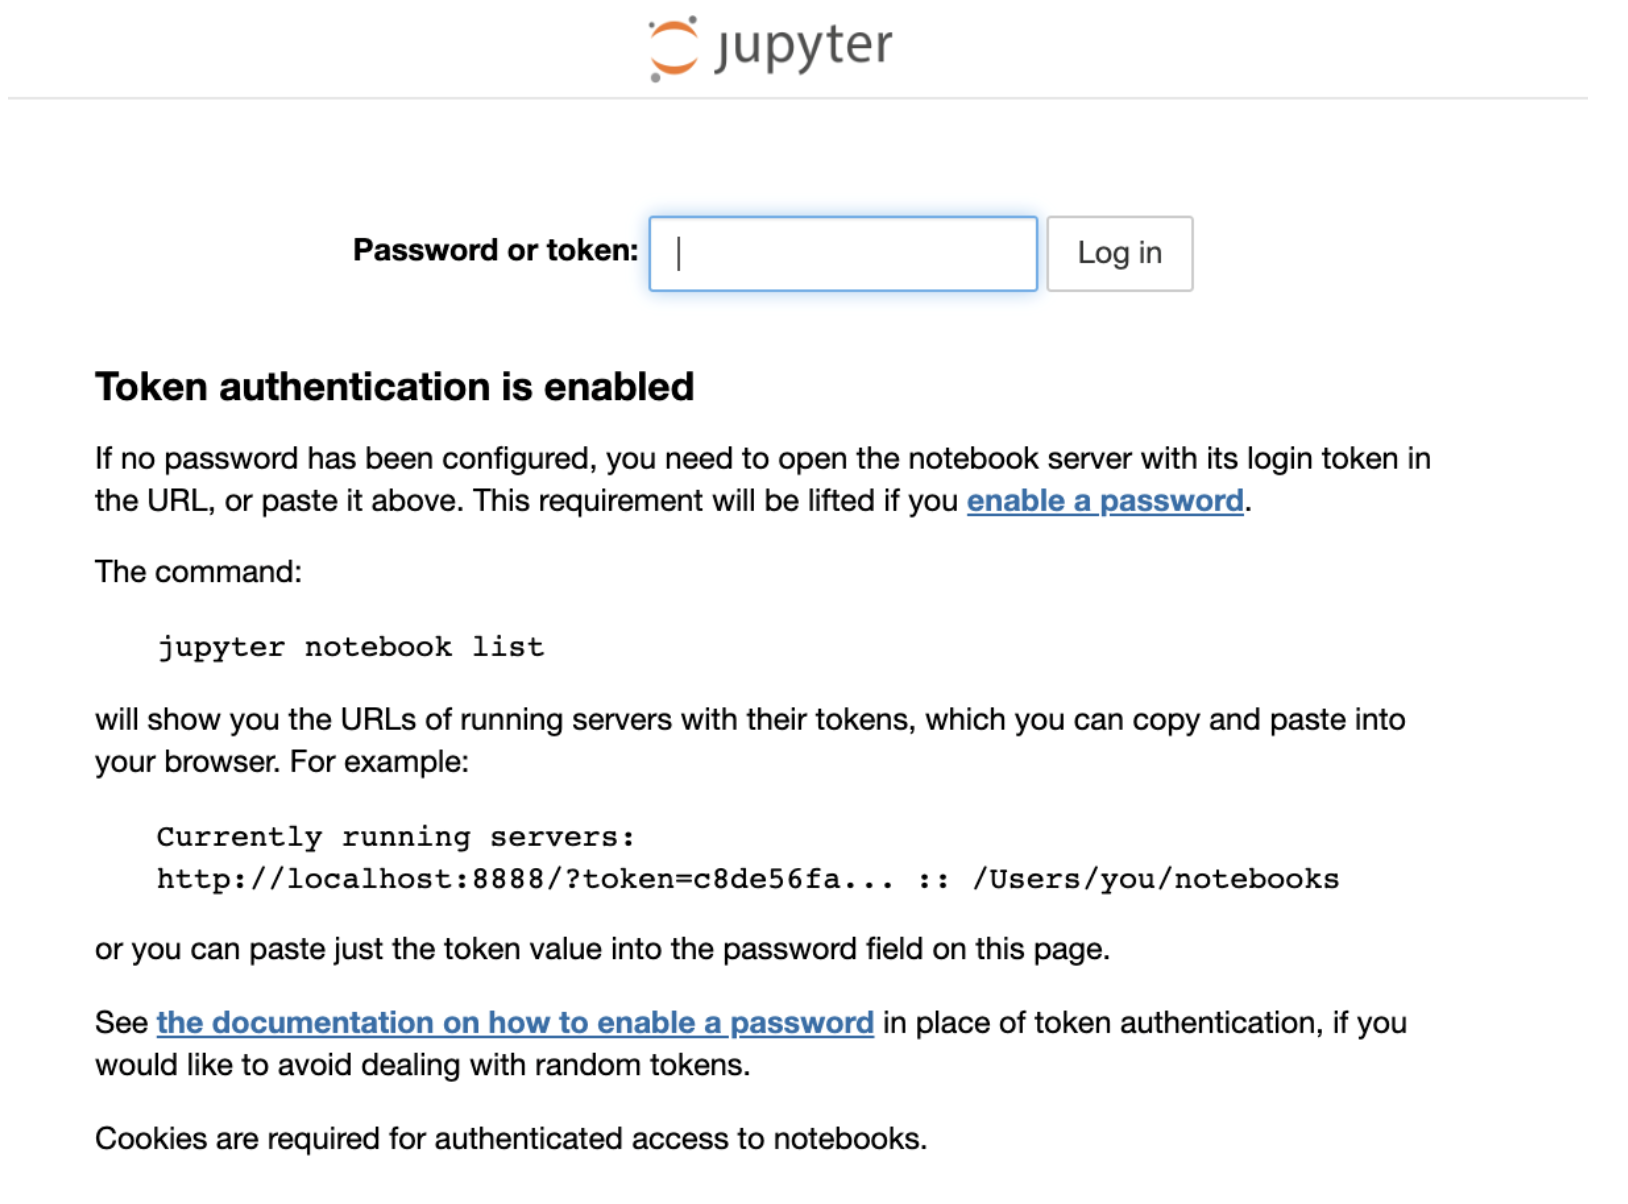 jupyter
Password or token:
Log in
Token authentication is enabled
If no password has been configured, you need to open the notebook server with its login token in
the URL, or paste it above. This requirement will be lifted if you enable a password.
The command:
jupyter notebook list
will show you the URLs of running servers with their tokens, which you can copy and paste into
your browser. For example:
Currently running servers:
http://localhost:8888/?token=c8de56fa... :: /Users/you/notebooks
or you can paste just the token value into the password field on this page.
See the documentation on how to enable a password in place of token authentication, if you
would like to avoid dealing with random tokens.
Cookies are required for authenticated access to notebooks.